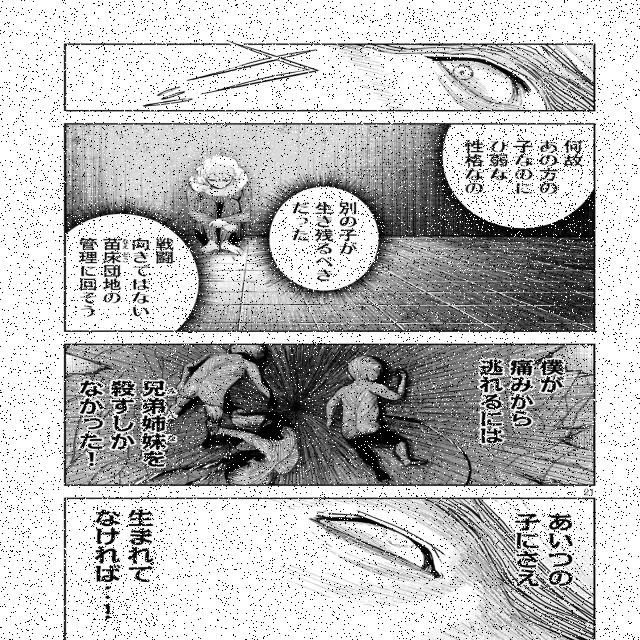 何故
あの方の
子なのに
ひ弱な
性格なの
別の子が
生き残るべき
だった
戦闘
向きではない
苗床団地の
管理に回そう
僕が
痛みから
逃れるには
兄弟姉妹を
殺すしか
なかった!
あいつの
子にさえ
生まれて
なければ…!